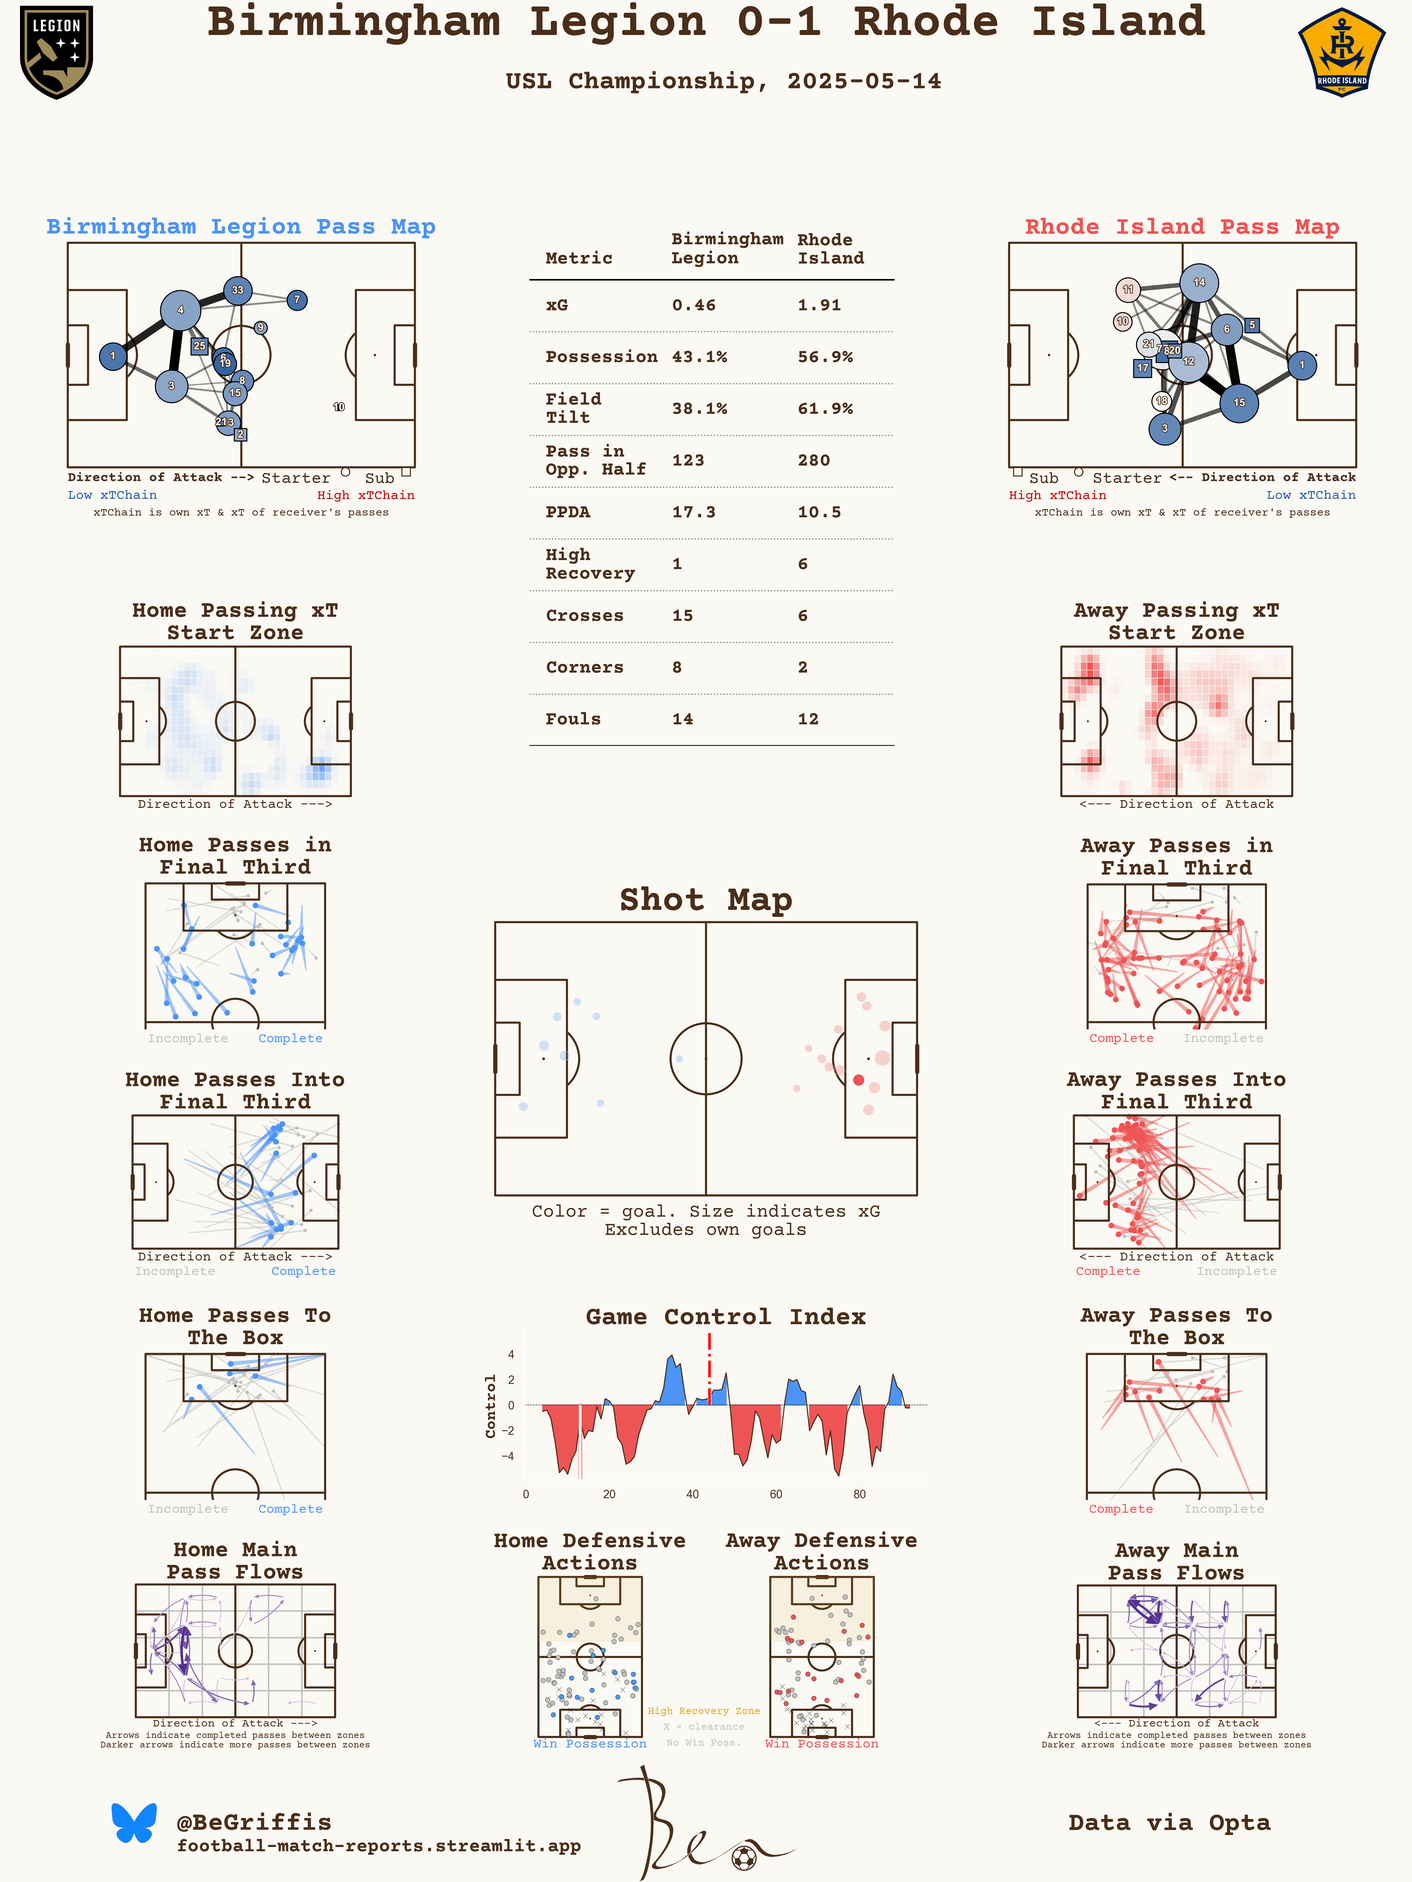 Birmingham Legion 0-1 Rhode Island
USL Championship, 2025-05-14
LEGION
RI
RHODE ISLAND
FC
Birmingham Legion Pass Map
33
7
4
9
25
1
19
8
3
15
213
2
10
Direction of Attack --> Starter Sub
Low xTChain High xTChain
xTChain is own xT & xT of receiver's passes
Metric Birmingham Legion Rhode Island
xG 0.46 1.91
Possession 43.1% 56.9%
Field Tilt 38.1% 61.9%
Pass in Opp. Half 123 280
PPDA 17.3 10.5
High Recovery 1 6
Crosses 15 6
Corners 8 2
Fouls 14 12
Rhode Island Pass Map
14
11
10
6
5
21
20
12
17
1
18
15
3
Sub Starter <-- Direction of Attack
High xTChain Low xTChain
xTChain is own xT & xT of receiver's passes
Home Passing xT
Start Zone
Direction of Attack --->
Away Passing xT
Start Zone
<--- Direction of Attack
Home Passes in
Final Third
Incomplete Complete
Away Passes in
Final Third
Complete Incomplete
Shot Map
Color = goal. Size indicates xG
Excludes own goals
Home Passes Into
Final Third
Direction of Attack --->
Incomplete Complete
Away Passes Into
Final Third
<--- Direction of Attack
Complete Incomplete
Home Passes To
The Box
Incomplete Complete
Game Control Index
Control
4
2
0
−2
−4
0 20 40 60 80
Away Passes To
The Box
Complete Incomplete
Home Main
Pass Flows
Direction of Attack --->
Arrows indicate completed passes between zones
Darker arrows indicate more passes between zones
Home Defensive
Actions
Win Possession
High Recovery Zone
X = clearance
No Win Poss.
Away Defensive
Actions
Win Possession
Away Main
Pass Flows
<--- Direction of Attack
Arrows indicate completed passes between zones
Darker arrows indicate more passes between zones
@BeGriffis
football-match-reports.streamlit.app
Ben
Data via Opta